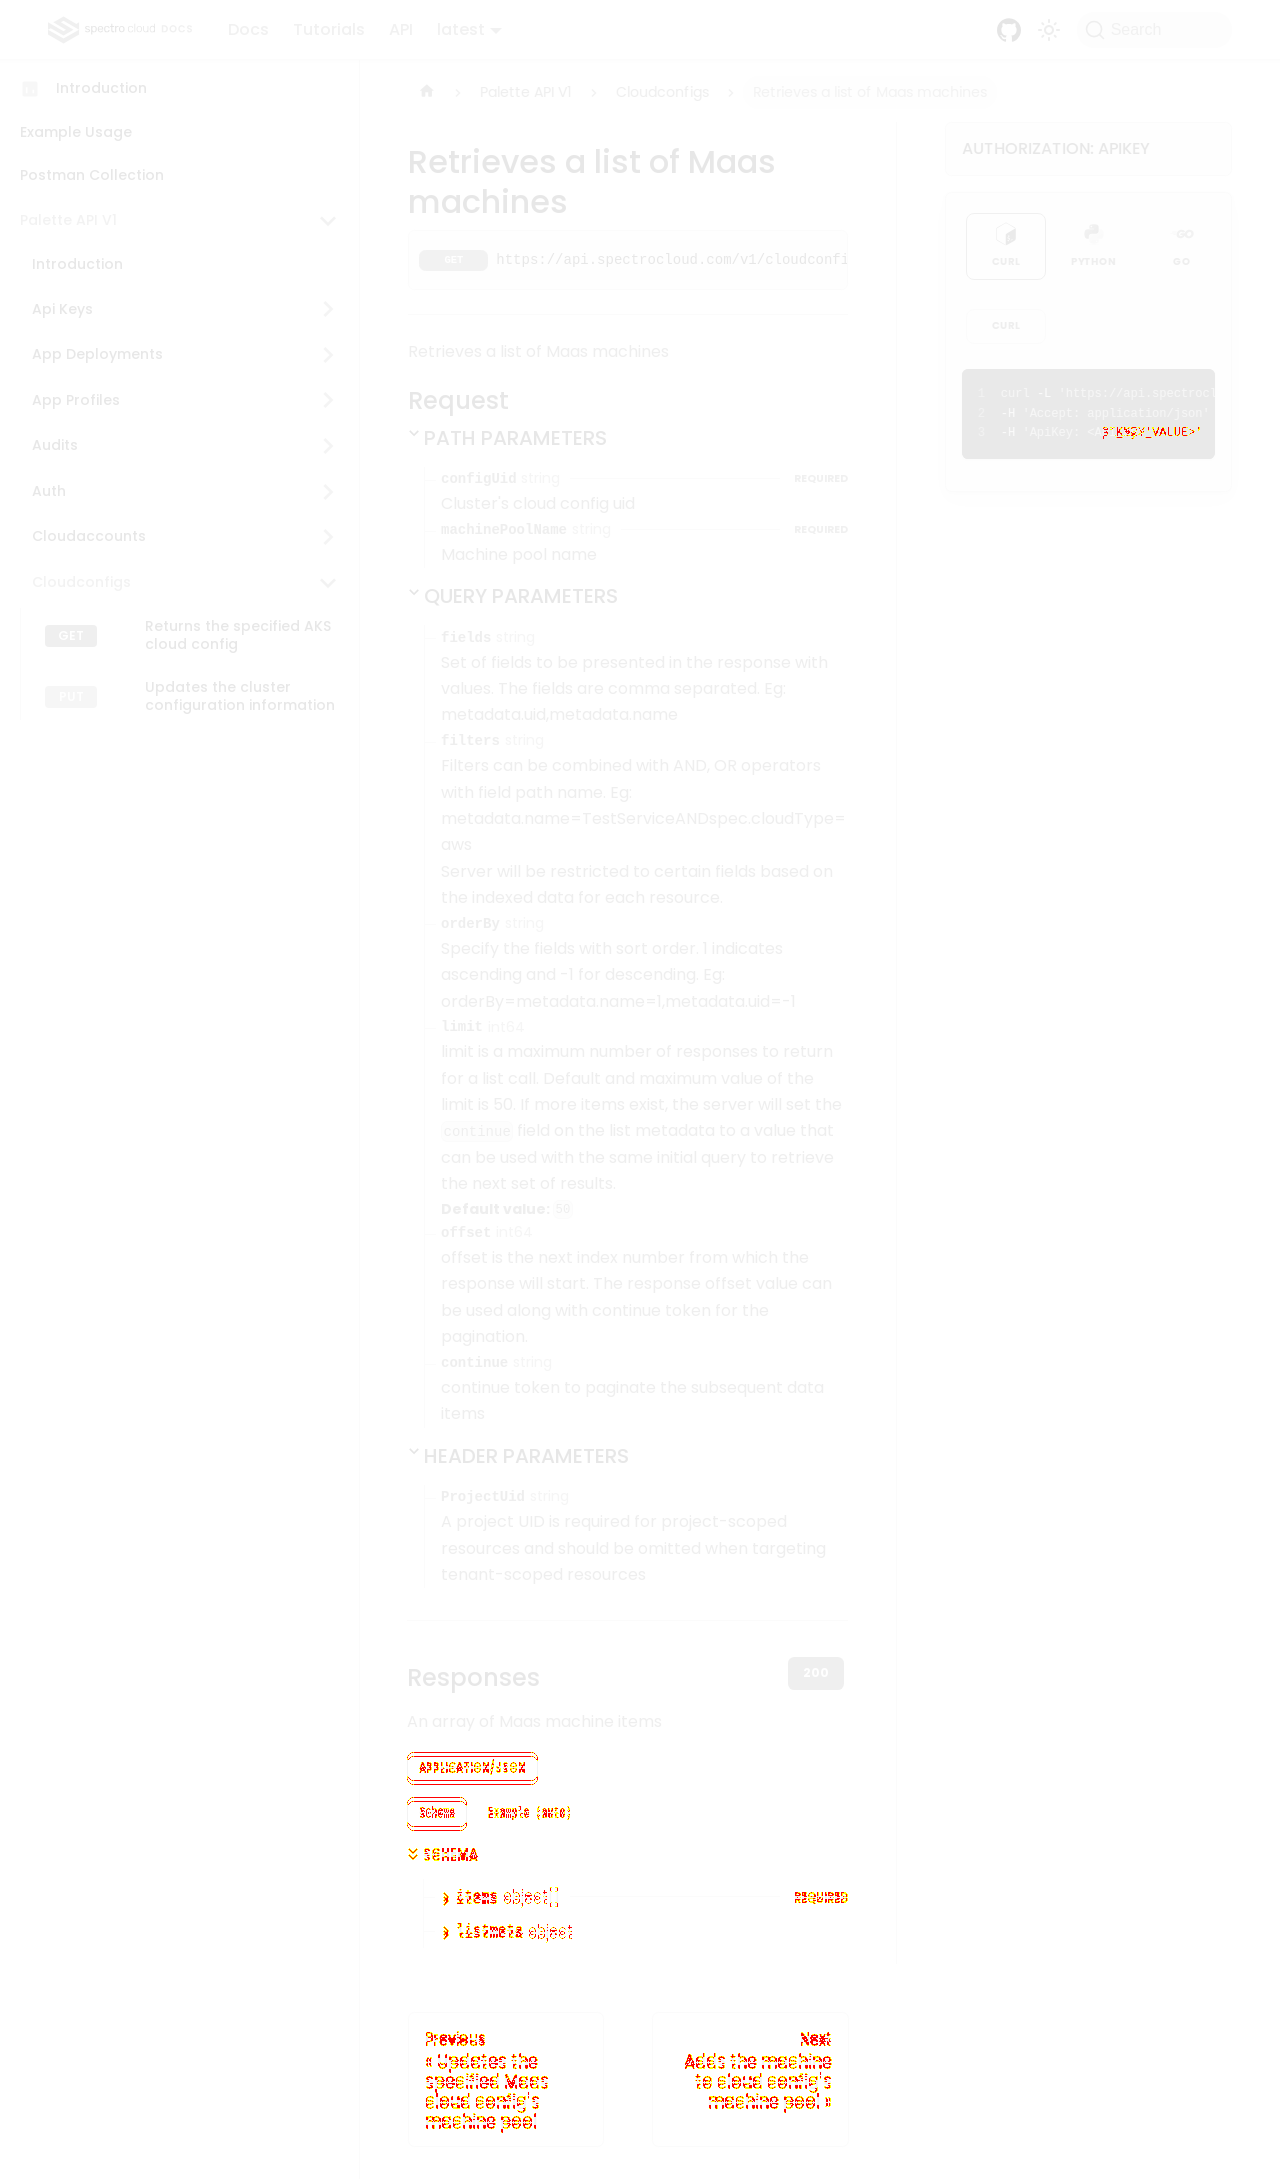 spectro cloud DOCS
Docs
Tutorials
API
latest
Search
Introduction
Example Usage
Postman Collection
Palette API V1
Introduction
Api Keys
App Deployments
App Profiles
Audits
Auth
Cloudaccounts
Cloudconfigs
GET
Returns the specified AKS
cloud config
PUT
Updates the cluster
configuration information
Palette API V1
Cloudconfigs
Retrieves a list of Maas machines
Retrieves a list of Maas
machines
GET https://api.spectrocloud.com/v1/cloudconfi
Retrieves a list of Maas machines
Request
PATH PARAMETERS
configUid string REQUIRED
Cluster's cloud config uid
machinePoolName string REQUIRED
Machine pool name
QUERY PARAMETERS
fields string
Set of fields to be presented in the response with
values. The fields are comma separated. Eg:
metadata.uid,metadata.name
filters string
Filters can be combined with AND, OR operators
with field path name. Eg:
metadata.name=TestServiceANDspec.cloudType=
aws
Server will be restricted to certain fields based on
the indexed data for each resource.
orderBy string
Specify the fields with sort order. 1 indicates
ascending and -1 for descending. Eg:
orderBy=metadata.name=1,metadata.uid=-1
limit int64
limit is a maximum number of responses to return
for a list call. Default and maximum value of the
limit is 50. If more items exist, the server will set the
continue field on the list metadata to a value that
can be used with the same initial query to retrieve
the next set of results.
Default value: 50
offset int64
offset is the next index number from which the
response will start. The response offset value can
be used along with continue token for the
pagination.
continue string
continue token to paginate the subsequent data
items
HEADER PARAMETERS
ProjectUid string
A project UID is required for project-scoped
resources and should be omitted when targeting
tenant-scoped resources
Responses
200
An array of Maas machine items
APPLICATION/JSON
Schema
Example (auto)
SCHEMA
items object[] REQUIRED
listmeta object
Previous
« Updates the
specified Maas
cloud config's
machine pool
Next
Adds the machine
to cloud config's
machine pool »
AUTHORIZATION: APIKEY
CURL
PYTHON
GO
GO
CURL
1 curl -L 'https://api.spectrocl
2 -H 'Accept: application/json'
3 -H 'ApiKey: VALUE>'